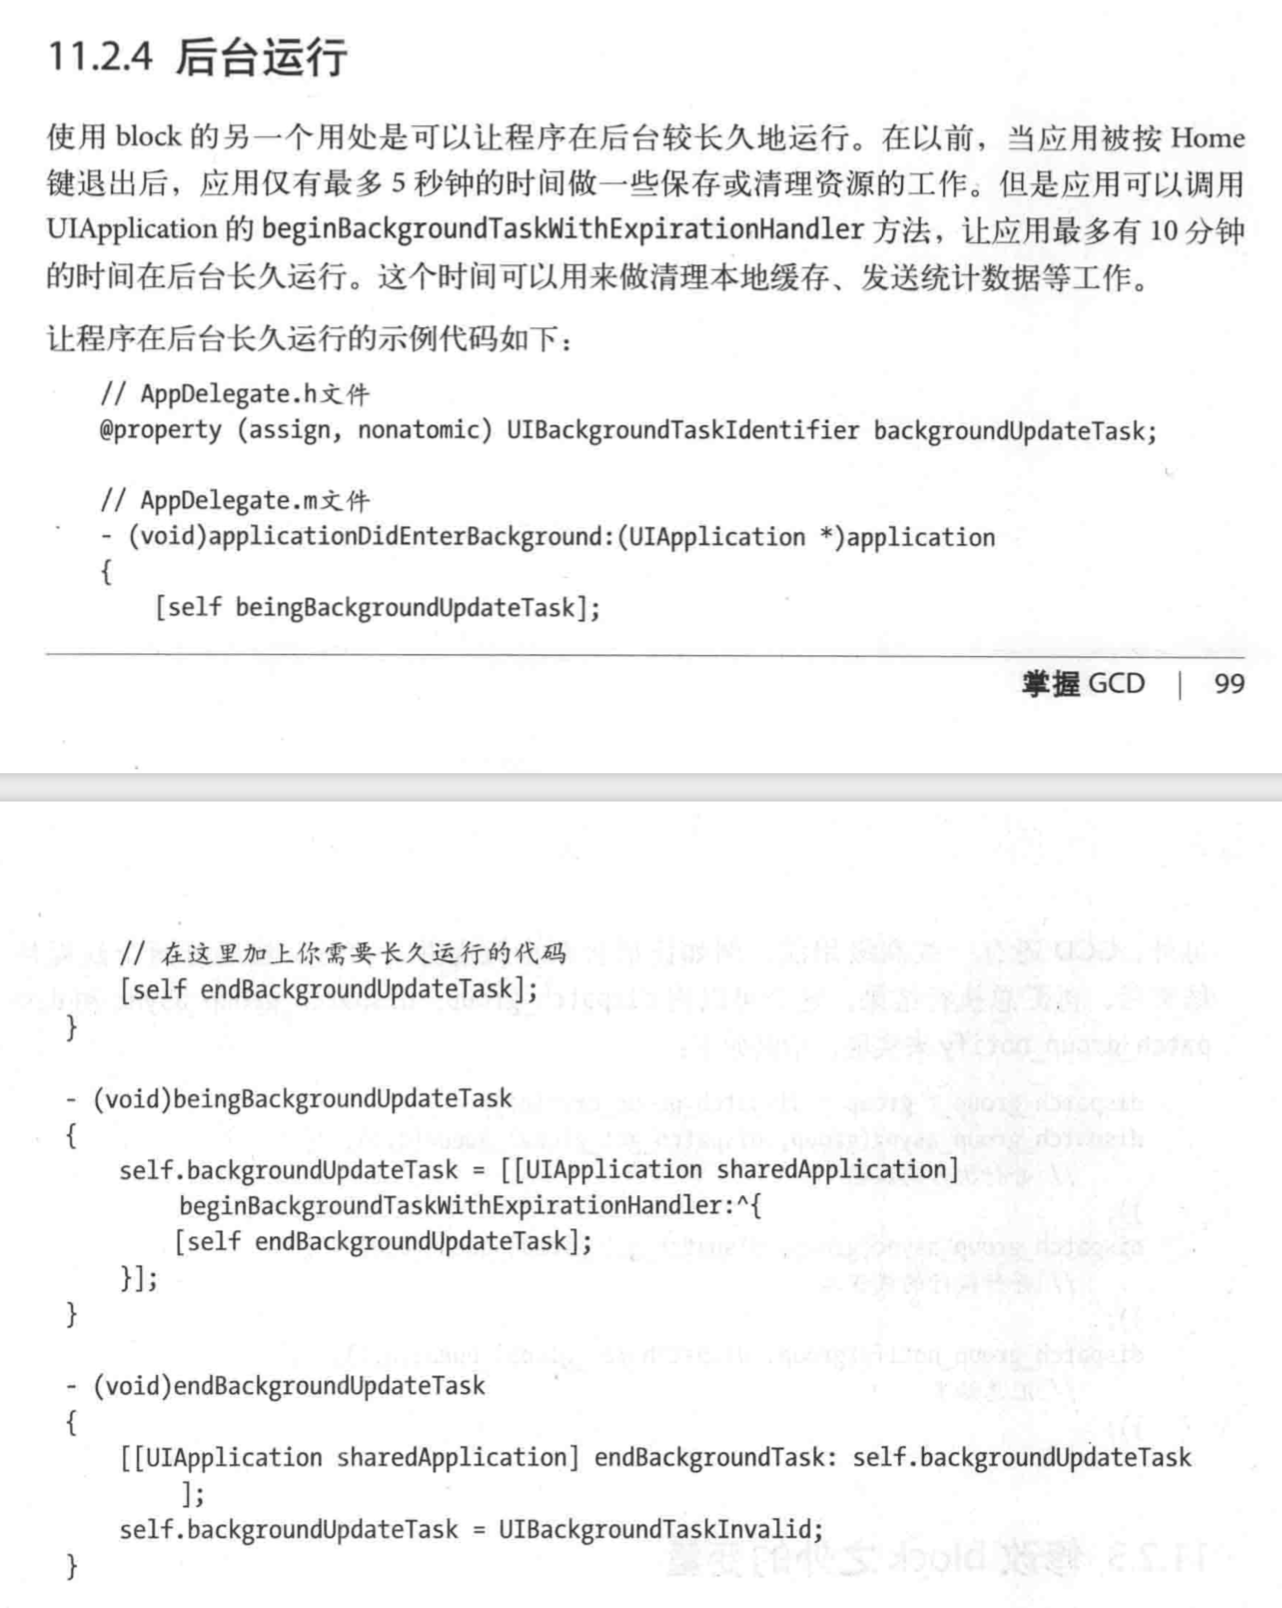 11.2.4 后台运行
使用 block 的另一个用处是可以让程序在后台较长久地运行。在以前，当应用被按 Home
键退出后，应用仅有最多 5 秒钟的时间做一些保存或清理资源的工作。但是应用可以调用
UIApplication 的 beginBackgroundTaskWithExpirationHandler 方法，让应用最多有 10 分钟
的时间在后台长久运行。这个时间可以用来做清理本地缓存、发送统计数据等工作。
让程序在后台长久运行的示例代码如下：
// AppDelegate.h文件
@property (assign, nonatomic) UIBackgroundTaskIdentifier backgroundUpdateTask;
// AppDelegate.m文件
- (void)applicationDidEnterBackground:(UIApplication *)application
{
[self beingBackgroundUpdateTask];
掌握 GCD | 99
// 在这里加上你需要长久运行的代码
[self endBackgroundUpdateTask];
}
- (void)beingBackgroundUpdateTask
{
self.backgroundUpdateTask = [[UIApplication sharedApplication]
beginBackgroundTaskWithExpirationHandler:^{
[self endBackgroundUpdateTask];
}];
}
- (void)endBackgroundUpdateTask
{
[[UIApplication sharedApplication] endBackgroundTask: self.backgroundUpdateTask
];
self.backgroundUpdateTask = UIBackgroundTaskInvalid;
}